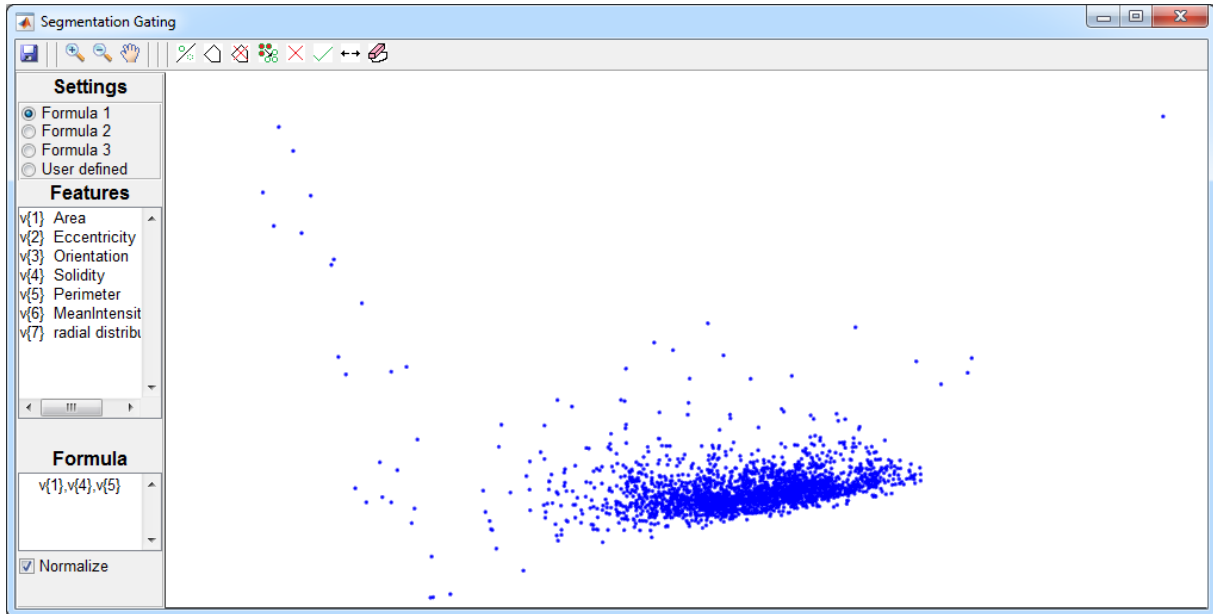 Segmentation Gating
Settings
Formula 1
Formula 2
Formula 3
User defined
Features
v{1} Area
v{2} Eccentricity
v{3} Orientation
v{4} Solidity
v{5} Perimeter
v{6} MeanIntensit
v{7} radial distribu
Formula
v{1},v{4},v{5}
Normalize